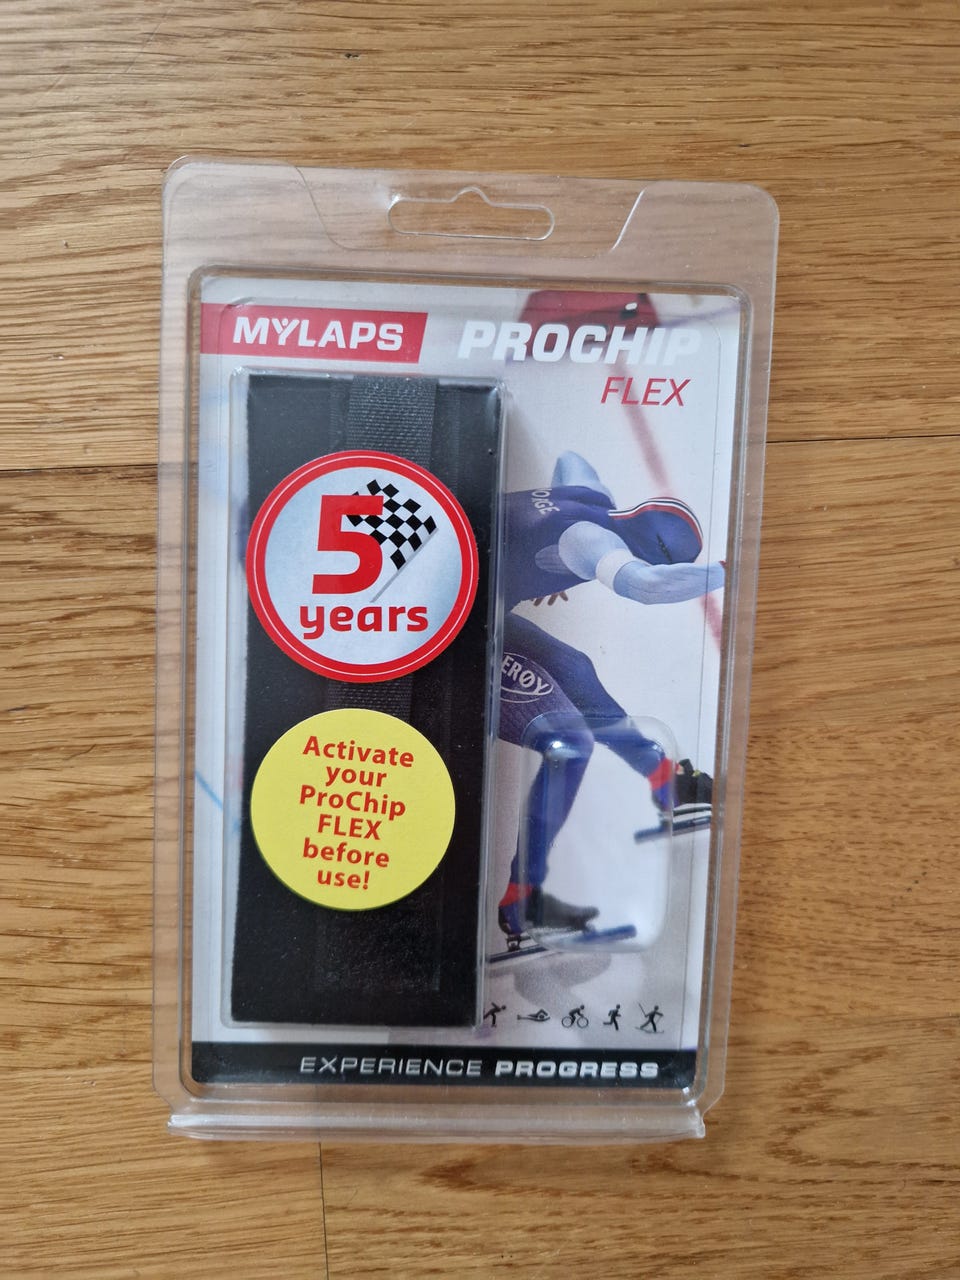 MYLAPS
PROCHIP
FLEX
5
years
Activate
your
ProChip
FLEX
before
use!
EXPERIENCE PROGRESS